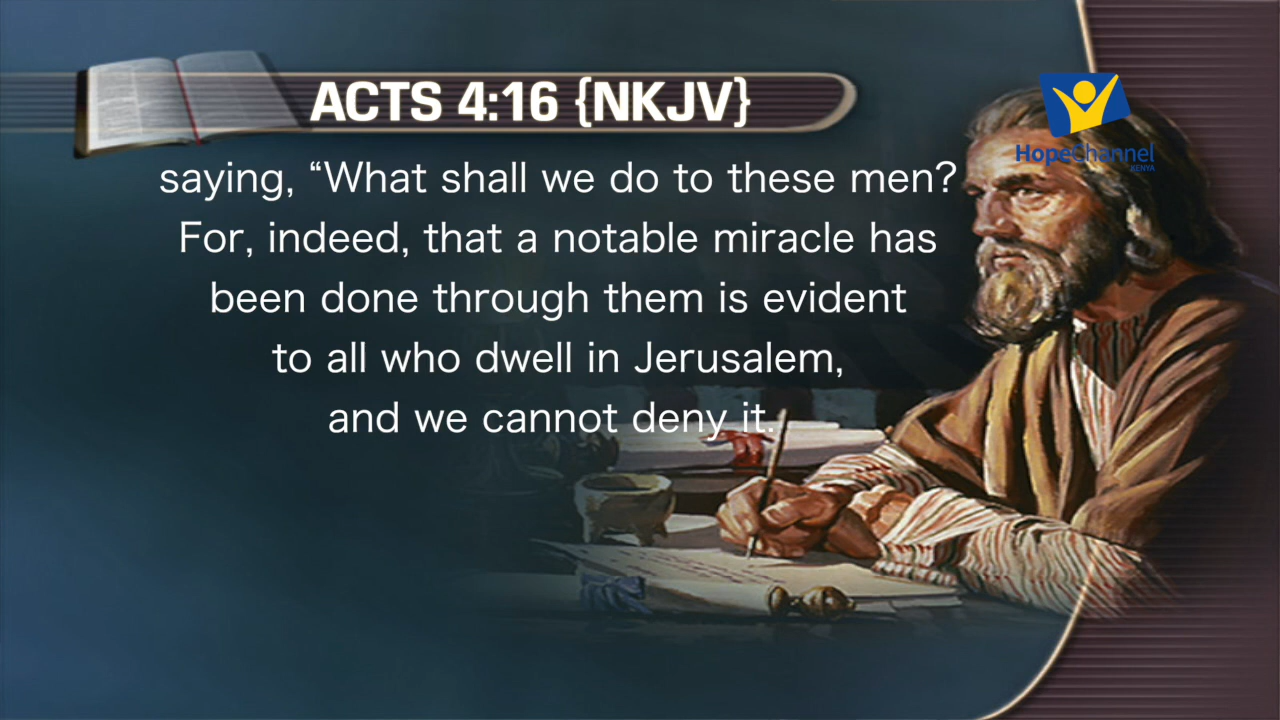 ACTS 4:16 {NKJV}
HopeChannel
KENYA
saying, “What shall we do to these men?
For, indeed, that a notable miracle has
been done through them is evident
to all who dwell in Jerusalem,
and we cannot deny it.